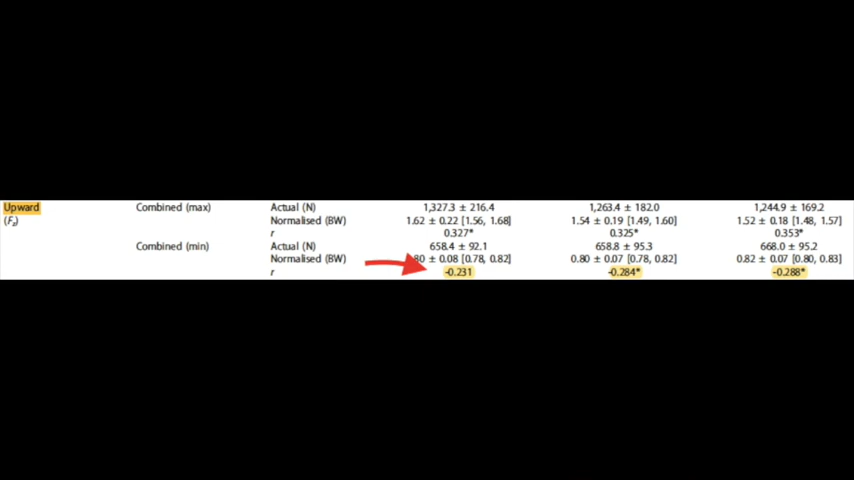 Upward Combined (max) Actual (N) 1,327.3 ± 216.4 1,263.4 ± 182.0 1,244.9 ± 169.2
(Fz) Normalised (BW) 1.62 ± 0.22 [1.56, 1.68] 1.54 ± 0.19 [1.49, 1.60] 1.52 ± 0.18 [1.48, 1.57]
r 0.327* 0.325* 0.353*
Combined (min) Actual (N) 658.4 ± 92.1 658.8 ± 95.3 668.0 ± 95.2
Normalised (BW) ± 0.08 [0.78, 0.82] 0.80 ± 0.07 [0.78, 0.82] 0.82 ± 0.07 [0.80, 0.83]
r -0.231 -0.284* -0.288*